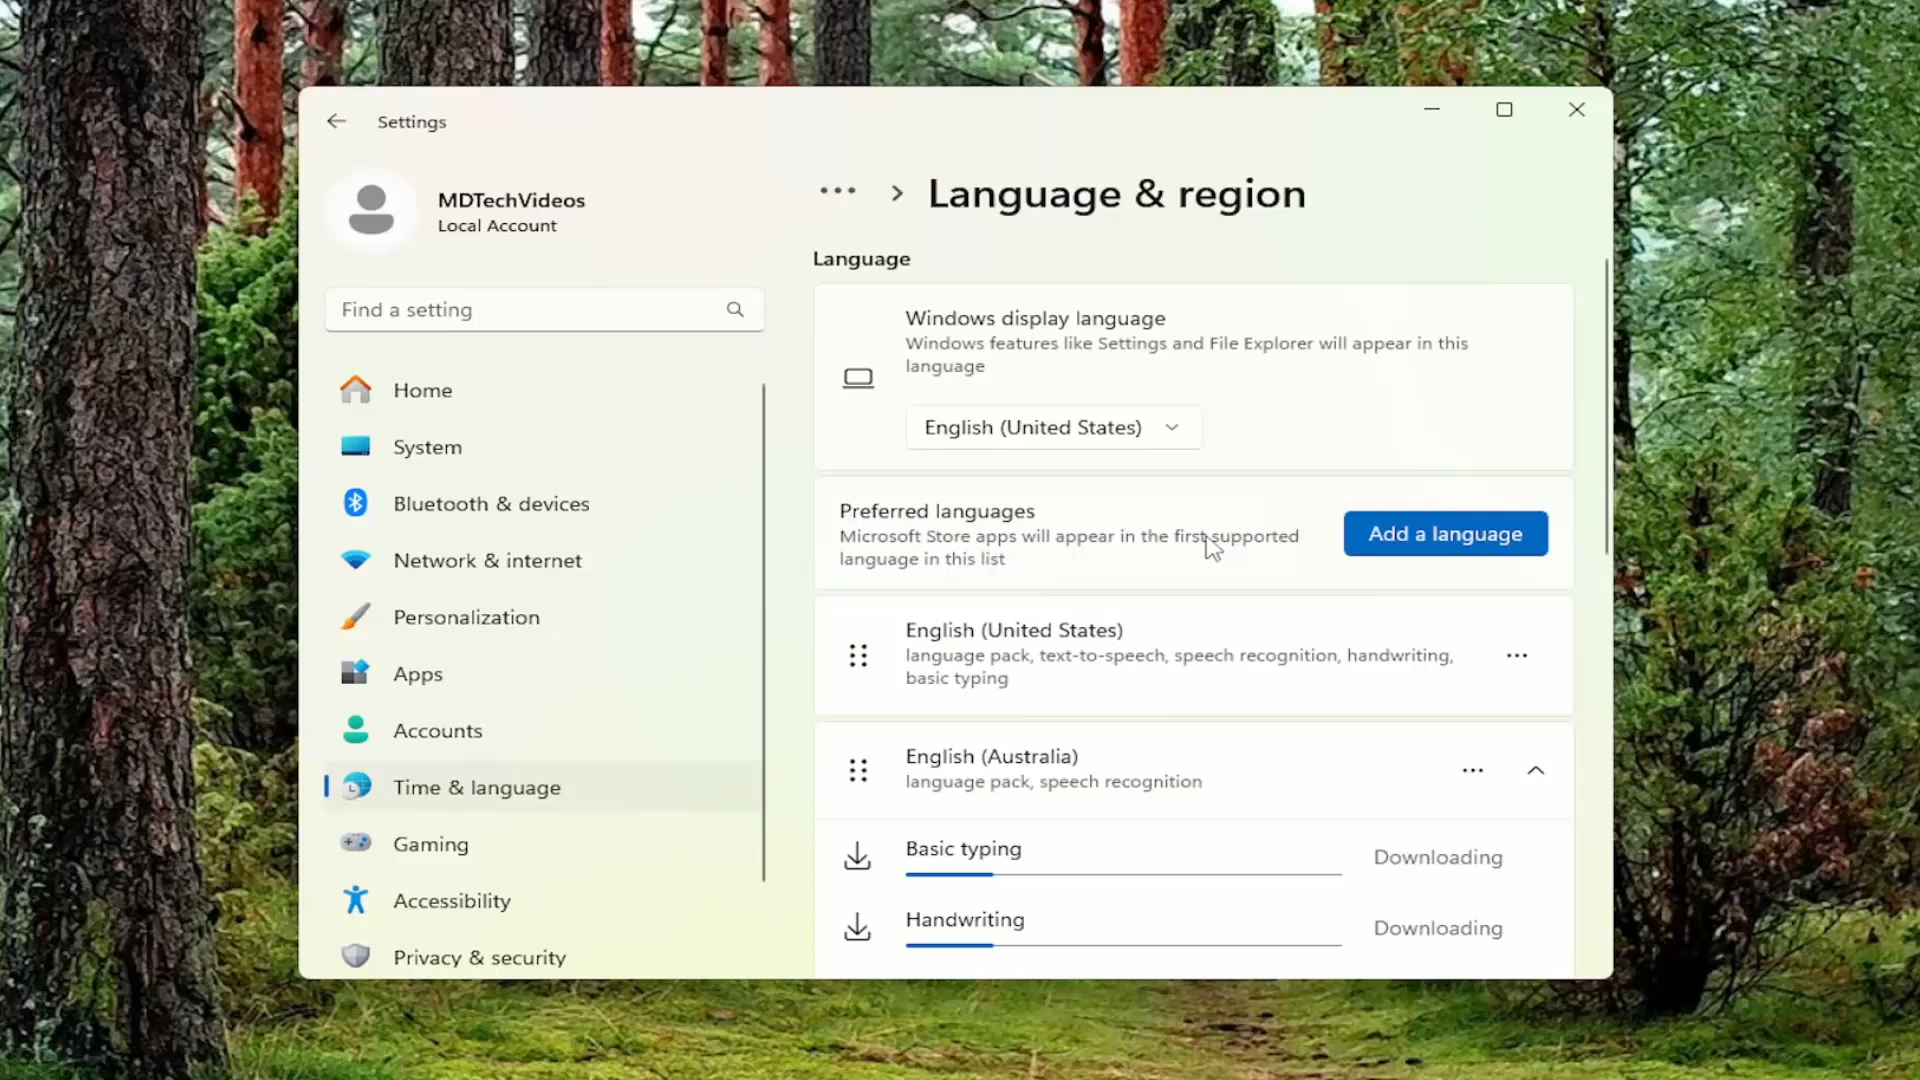 Settings
MDTechVideos
Local Account
Find a setting
Home
System
Bluetooth & devices
Network & internet
Personalization
Apps
Accounts
Time & language
Gaming
Accessibility
Privacy & security
... > Language & region
Language
Windows display language
Windows features like Settings and File Explorer will appear in this
language
English (United States)
Preferred languages
Microsoft Store apps will appear in the first supported
language in this list
Add a language
English (United States)
language pack, text-to-speech, speech recognition, handwriting,
basic typing
English (Australia)
language pack, speech recognition
Basic typing
Downloading
Handwriting
Downloading